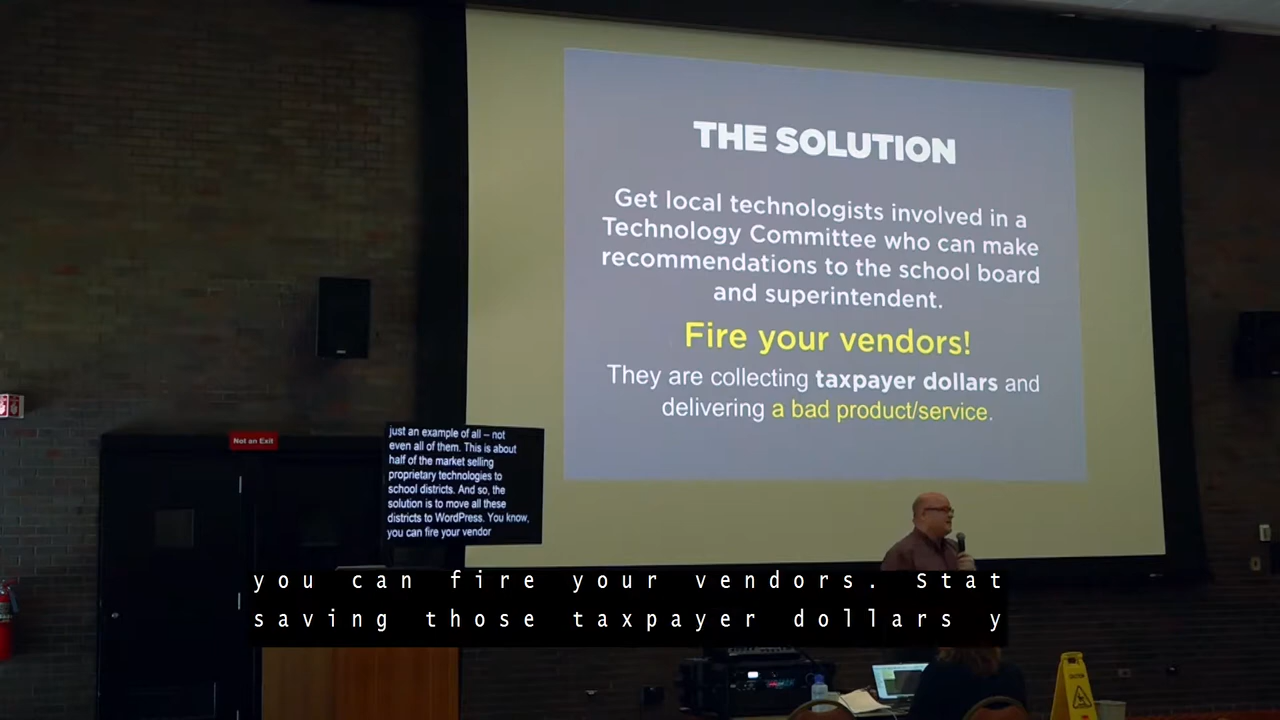 THE SOLUTION
Get local technologists involved in a
Technology Committee who can make
recommendations to the school board
and superintendent.
Fire your vendors!
They are collecting taxpayer dollars and
delivering a bad product/service.
Not an Exit
just an example of all – not
even all of them. This is about
half of the market selling
proprietary technologies to
school districts. And so, the
solution is to move all these
districts to WordPress. You know,
you can fire your vendor
you can fire your vendors. Stat
saving those taxpayer dollars y
CAUTION